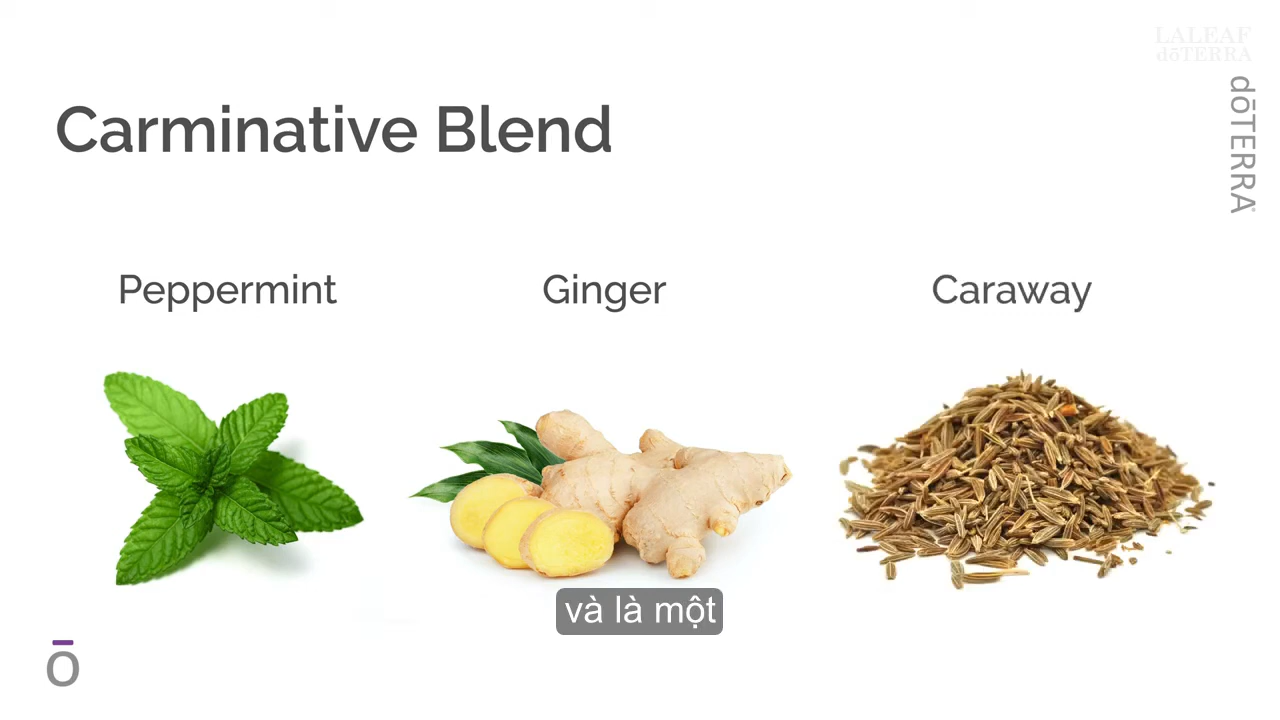 LALEAF
dōTERRA
dōTERRA
Carminative Blend
Peppermint
Ginger
Caraway
và là một
ō